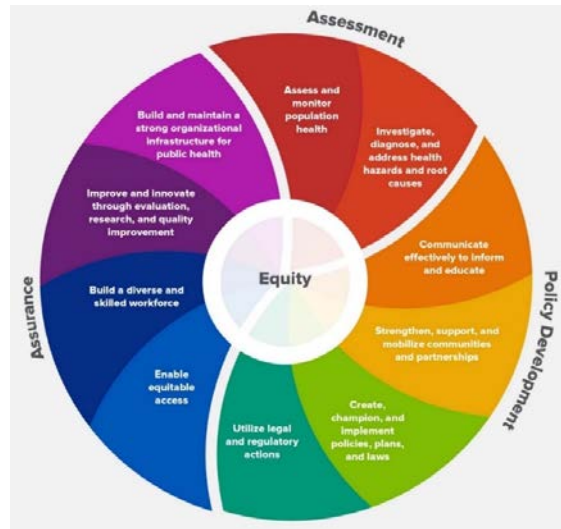 Assessment
Assess and
monitor
population
health
Investigate,
diagnose, and
address health
hazards and root
causes
Policy Development
Communicate
effectively to inform
and educate
Strengthen, support, and
mobilize communities
and partnerships
Create,
champion, and
implement
policies, plans,
and laws
Utilize legal
and regulatory
actions
Assurance
Enable
equitable
access
Build a diverse and
skilled workforce
Improve and innovate
through evaluation,
research, and quality
improvement
Build and maintain a
strong organizational
infrastructure for
public health
Equity